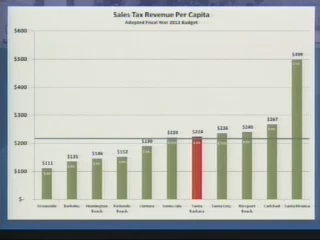 Sales Tax Revenue Per Capita
Adopted Fiscal Year 2013 Budget
$600
$500
$400
$300
$200
$100
$-
$111
$135
$146
$152
$190
$224
$236
$240
$267
Oceanside
Berkeley
Huntington Beach
Redondo Beach
Ventura
Santa Barbara
Santa Cruz
Newport Beach
Carlsbad
Santa Monica